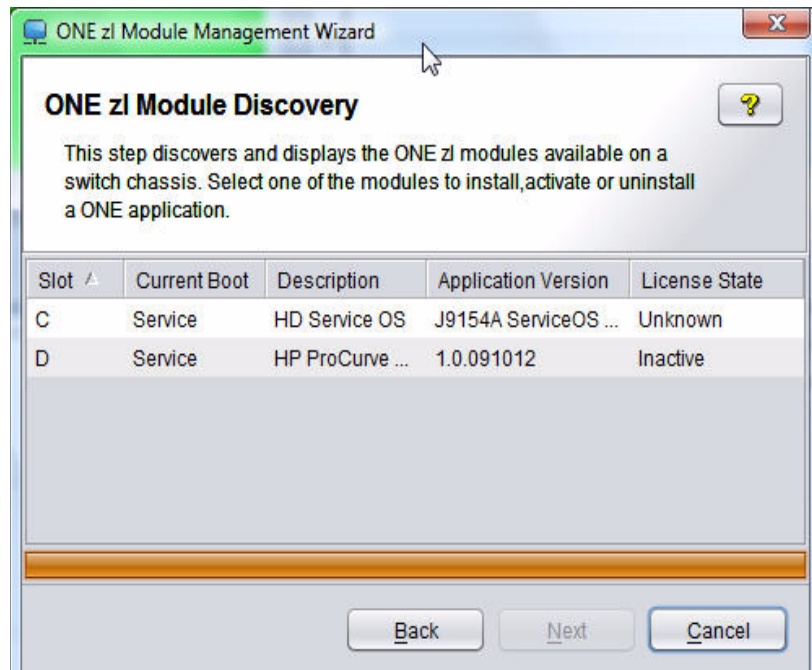 ONE zl Module Management Wizard
ONE zl Module Discovery
This step discovers and displays the ONE zl modules available on a
switch chassis. Select one of the modules to install,activate or uninstall
a ONE application.
Slot Current Boot Description Application Version License State
C Service HD Service OS J9154A ServiceOS ... Unknown
D Service HP ProCurve ... 1.0.091012 Inactive
Back Next Cancel